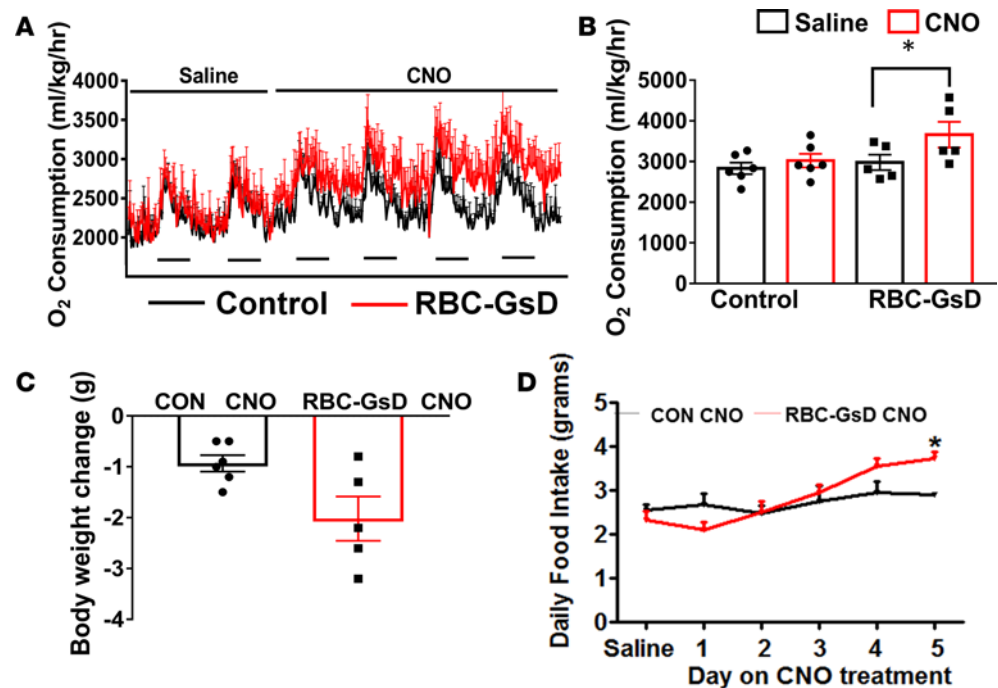 A
O2 Consumption (ml/kg/hr)
Saline
CNO
4000
3500
3000
2500
2000
Control
RBC-GsD
B
Saline
CNO
O2 Consumption (ml/kg/hr)
*
5000
4000
3000
2000
1000
0
Control
RBC-GsD
C
Body weight change (g)
CON CNO
RBC-GsD CNO
0
-1
-2
-3
-4
D
Daily Food Intake (grams)
CON CNO
RBC-GsD CNO
*
5
4
3
2
1
0
Saline 1 2 3 4 5
Day on CNO treatment